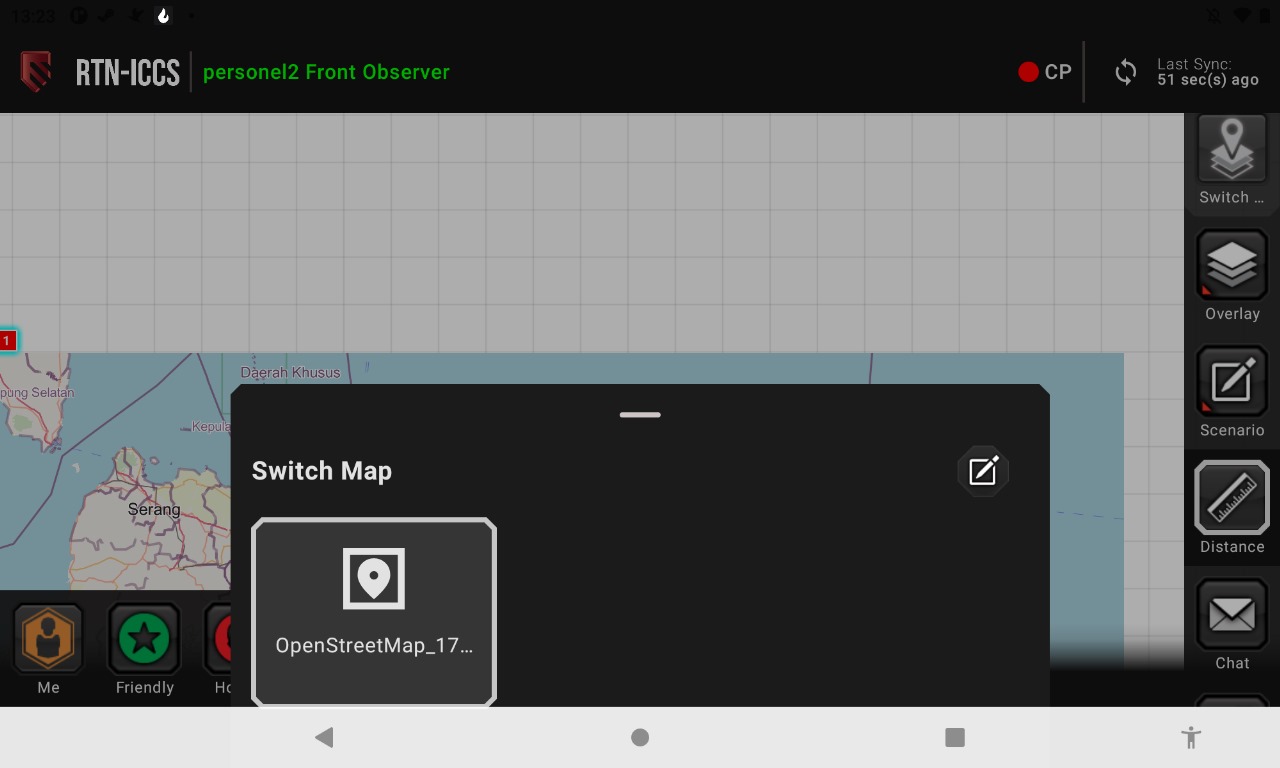 13:23
RTN-ICCS
personel2 Front Observer
CP
Last Sync:
51 sec(s) ago
Switch ...
Overlay
Scenario
Distance
Chat
1
Daerah Khusus
pung Selatan
Kepula
Serang
Switch Map
OpenStreetMap_17...
Me
Friendly
Ho